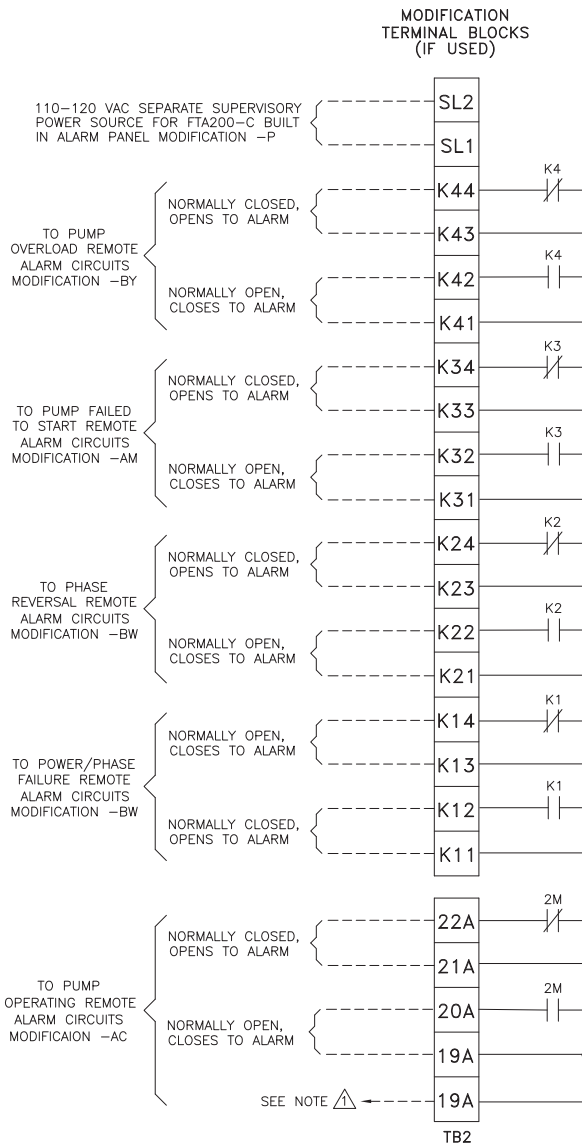 MODIFICATION
TERMINAL BLOCKS
(IF USED)
110-120 VAC SEPARATE SUPERVISORY
POWER SOURCE FOR FTA200-C BUILT
IN ALARM PANEL MODIFICATION -P
SL2
SL1
TO PUMP
OVERLOAD REMOTE
ALARM CIRCUITS
MODIFICATION -BY
NORMALLY CLOSED,
OPENS TO ALARM
K44
K4
K43
NORMALLY OPEN,
CLOSES TO ALARM
K42
K4
K41
TO PUMP FAILED
TO START REMOTE
ALARM CIRCUITS
MODIFICATION -AM
NORMALLY CLOSED,
OPENS TO ALARM
K34
K3
K33
NORMALLY OPEN,
CLOSES TO ALARM
K32
K3
K31
TO PHASE
REVERSAL REMOTE
ALARM CIRCUITS
MODIFICATION -BW
NORMALLY CLOSED,
OPENS TO ALARM
K24
K2
K23
NORMALLY OPEN,
CLOSES TO ALARM
K22
K2
K21
TO POWER/PHASE
FAILURE REMOTE
ALARM CIRCUITS
MODIFICATION -BW
NORMALLY OPEN,
CLOSES TO ALARM
K14
K1
K13
NORMALLY CLOSED,
OPENS TO ALARM
K12
K1
K11
TO PUMP
OPERATING REMOTE
ALARM CIRCUITS
MODIFICAION -AC
NORMALLY CLOSED,
OPENS TO ALARM
22A
2M
21A
NORMALLY OPEN,
CLOSES TO ALARM
20A
2M
19A
SEE NOTE 1
19A
TB2